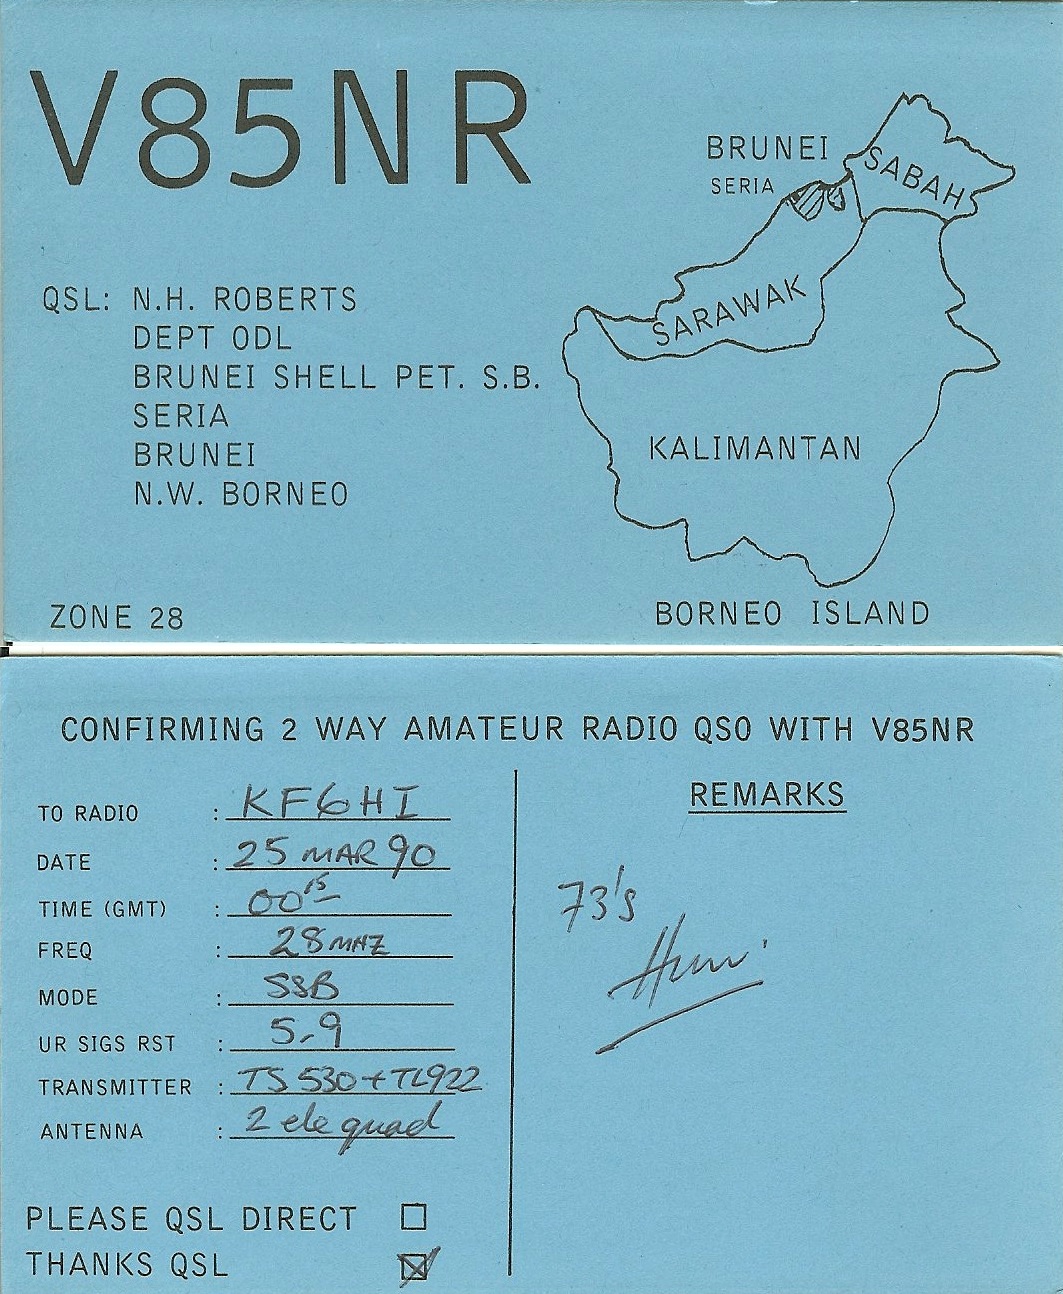 V85NR
BRUNEI
SERIA
SABAH
SARAWAK
KALIMANTAN
BORNEO ISLAND
QSL: N.H. ROBERTS
DEPT ODL
BRUNEI SHELL PET. S.B.
SERIA
BRUNEI
N.W. BORNEO
ZONE 28
CONFIRMING 2 WAY AMATEUR RADIO QSO WITH V85NR
TO RADIO : KF6HI
DATE : 25 MAR 90
TIME (GMT) : 0015
FREQ : 28 MHZ
MODE : SSB
UR SIGS RST : 5-9
TRANSMITTER : TS 530 + TL922
ANTENNA : 2 ele quad
PLEASE QSL DIRECT
THANKS QSL
REMARKS
73's